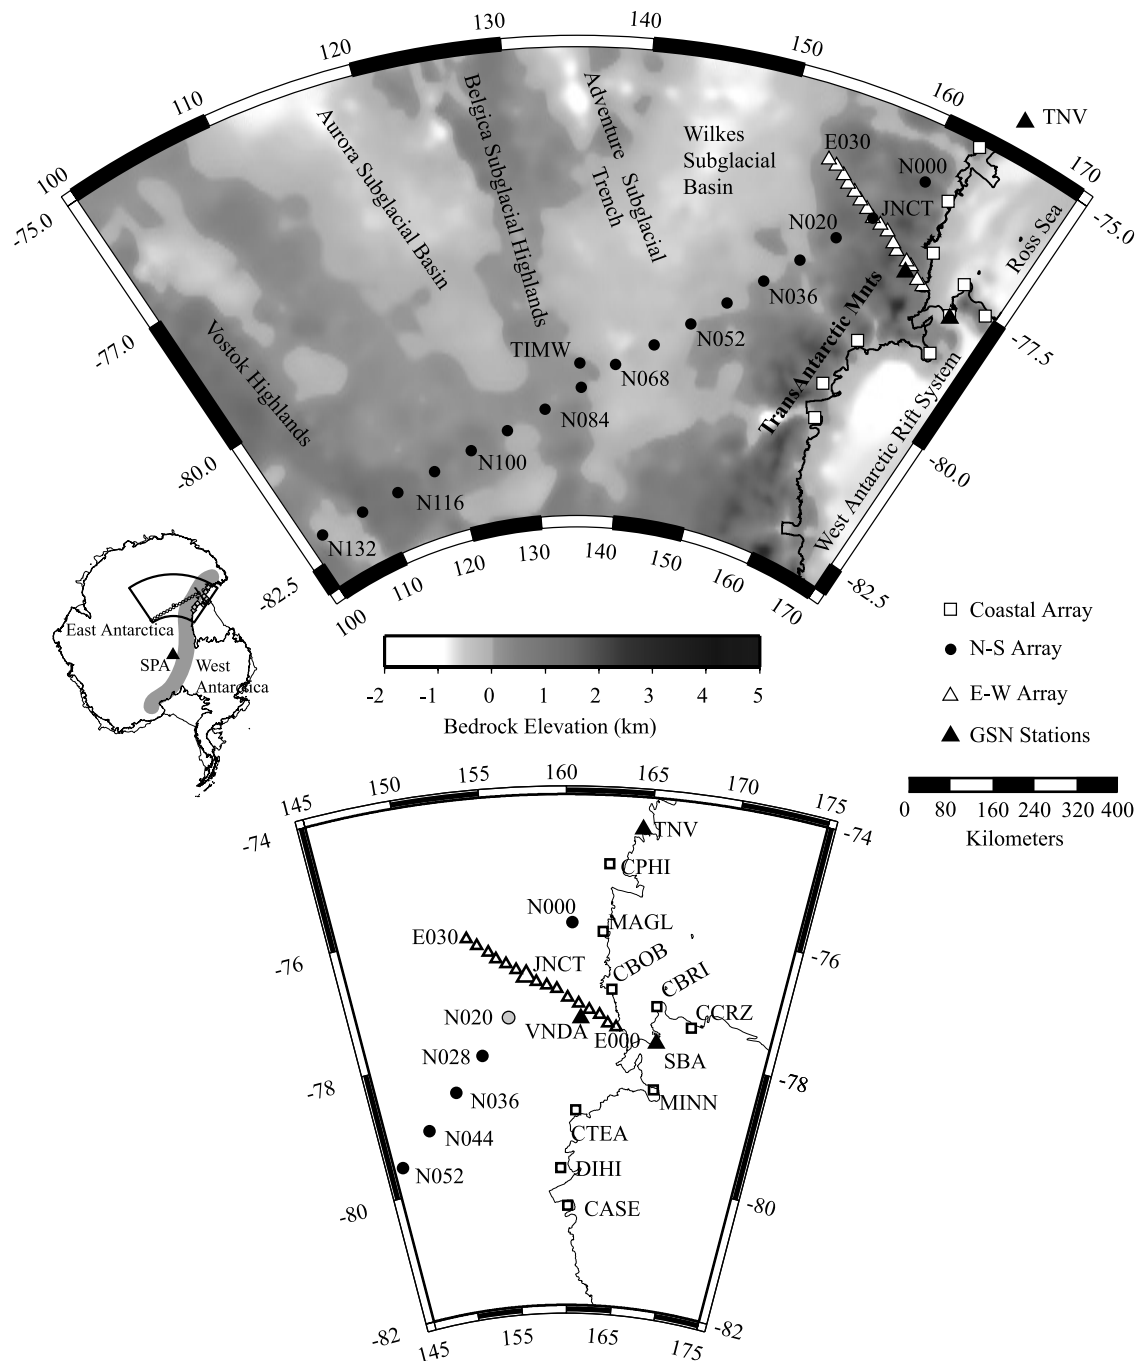 130
140
120
150
110
160
TNV
100
170
-75.0
-75.0
Aurora Subglacial Basin
Belgica Subglacial Highlands
Adventure Subglacial
Trench
Wilkes
Subglacial
Basin
E030
N000
JNCT
N020
Ross Sea
N036
N052
TransAntarctic Mnts
-77.0
-77.5
Vostok Highlands
TIMW
N068
N084
N100
N116
N132
West Antarctic Rift System
-80.0
-80.0
-82.5
-82.5
100
110
120
130
140
150
160
170
East Antarctica
SPA
West
Antarctica
-2
-1
0
1
2
3
4
5
Bedrock Elevation (km)
Coastal Array
N-S Array
E-W Array
GSN Stations
0
80
160
240
320
400
Kilometers
145
150
155
160
165
170
175
-74
-74
TNV
CPHI
N000
MAGL
E030
JNCT
CBOB
CBRI
CCRZ
-76
-76
N020
VNDA
E000
SBA
N028
-78
-78
N036
MINN
N044
CTEA
N052
DIHI
CASE
-80
-80
-82
-82
145
155
165
175